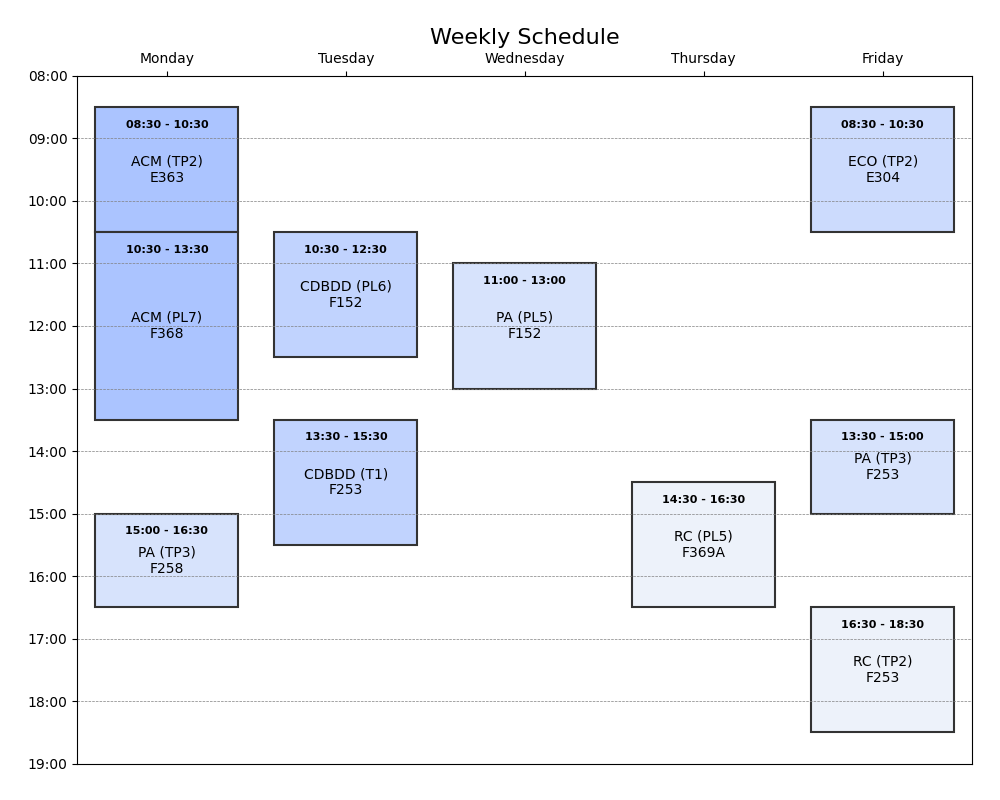 Weekly Schedule
Monday Tuesday Wednesday Thursday Friday
08:00
09:00
10:00
11:00
12:00
13:00
14:00
15:00
16:00
17:00
18:00
19:00
08:30 - 10:30
ACM (TP2)
E363
10:30 - 13:30
ACM (PL7)
F368
15:00 - 16:30
PA (TP3)
F258
10:30 - 12:30
CDBDD (PL6)
F152
13:30 - 15:30
CDBDD (T1)
F253
11:00 - 13:00
PA (PL5)
F152
14:30 - 16:30
RC (PL5)
F369A
08:30 - 10:30
ECO (TP2)
E304
13:30 - 15:00
PA (TP3)
F253
16:30 - 18:30
RC (TP2)
F253